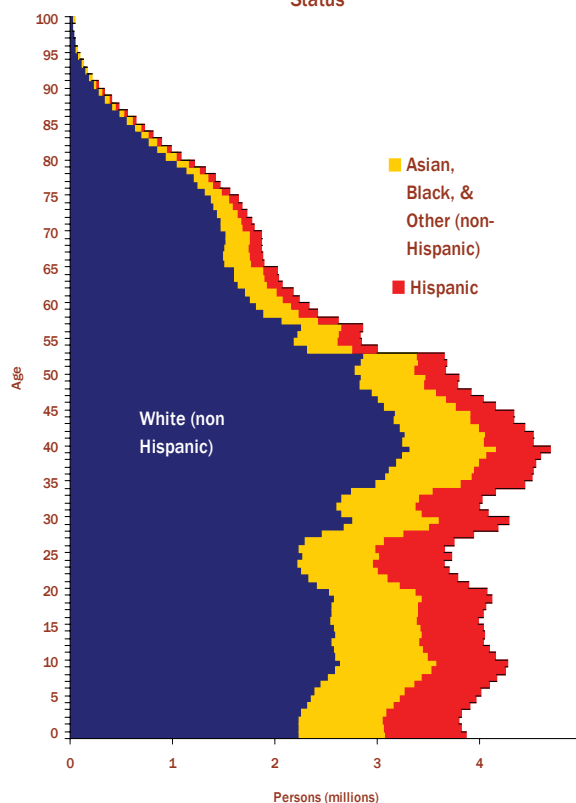 Status
100
95
90
85
80
75
70
65
60
55
50
45
40
35
30
25
20
15
10
5
0
Age
Asian,
Black, &
Other (non-
Hispanic)
Hispanic
White (non
Hispanic)
0 1 2 3 4
Persons (millions)